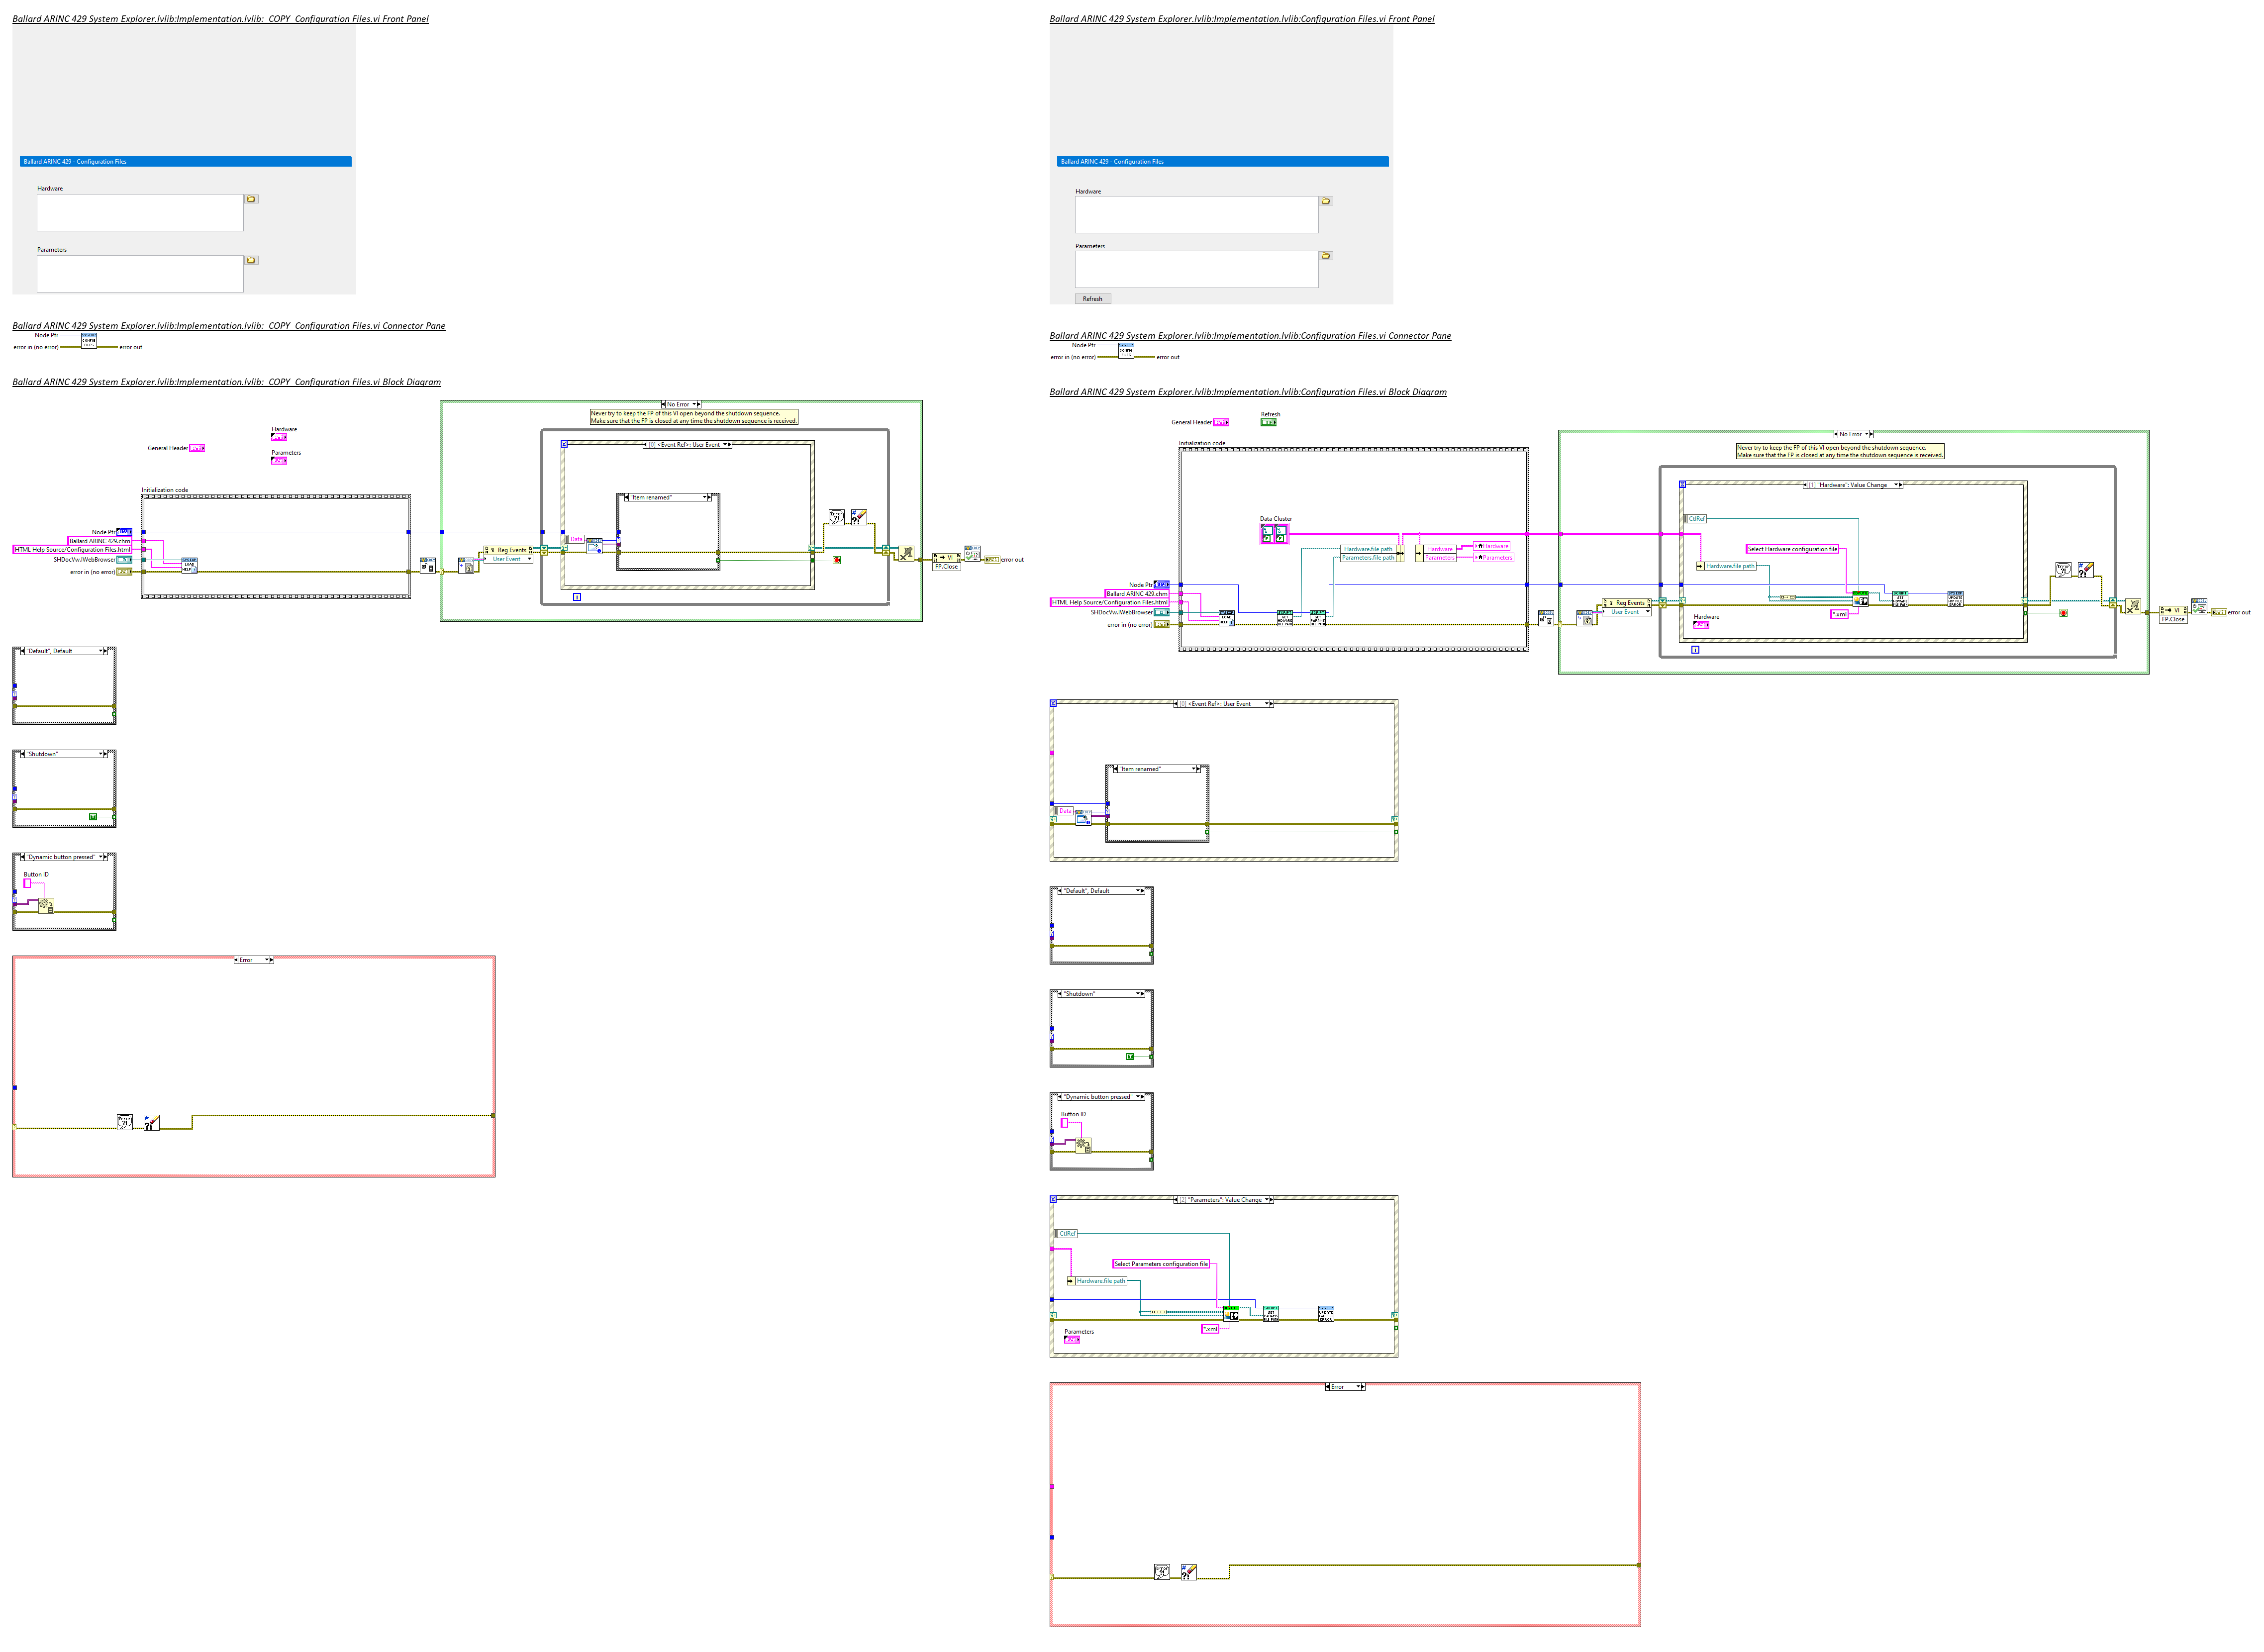 Ballard ARINC 429 System Explorer.lvlib:Implementation.lvlib:_COPY_Configuration Files.vi Front Panel
Ballard ARINC 429 - Configuration Files
Hardware
Parameters
Ballard ARINC 429 System Explorer.lvlib:Implementation.lvlib:_COPY_Configuration Files.vi Connector Pane
Node Ptr
error in (no error)
error out
Ballard ARINC 429 System Explorer.lvlib:Implementation.lvlib:_COPY_Configuration Files.vi Block Diagram
No Error
Never try to keep the FP of this VI open beyond the shutdown sequence.
Make sure that the FP is closed at any time the shutdown sequence is received.
Hardware
General Header
Parameters
[0] <Event Ref>: User Event
Initialization code
"Item renamed"
Node Ptr
Ballard ARINC 429.chm
HTML Help Source/Configuration Files.html
SHDocVw.IWebBrowser
error in (no error)
LOAD
HELP
Reg Events
User Event
Data
VI
FP.Close
error out
"Default", Default
"Shutdown"
"Dynamic button pressed"
Button ID
Error
Ballard ARINC 429 System Explorer.lvlib:Implementation.lvlib:Configuration Files.vi Front Panel
Ballard ARINC 429 - Configuration Files
Hardware
Parameters
Refresh
Ballard ARINC 429 System Explorer.lvlib:Implementation.lvlib:Configuration Files.vi Connector Pane
Node Ptr
error in (no error)
error out
Ballard ARINC 429 System Explorer.lvlib:Implementation.lvlib:Configuration Files.vi Block Diagram
Refresh
General Header
Initialization code
No Error
Never try to keep the FP of this VI open beyond the shutdown sequence.
Make sure that the FP is closed at any time the shutdown sequence is received.
[1] "Hardware": Value Change
Data Cluster
CtlRef
Hardware.file path
Parameters.file path
Hardware
Parameters
Hardware
Parameters
Select Hardware configuration file
Hardware.file path
Node Ptr
Ballard ARINC 429.chm
HTML Help Source/Configuration Files.html
SHDocVw.IWebBrowser
error in (no error)
LOAD
HELP
Reg Events
User Event
Hardware
*.xml
VI
FP.Close
error out
[0] <Event Ref>: User Event
"Item renamed"
Data
"Default", Default
"Shutdown"
"Dynamic button pressed"
Button ID
[2] "Parameters": Value Change
CtlRef
Select Parameters configuration file
Hardware.file path
Parameters
*.xml
Error